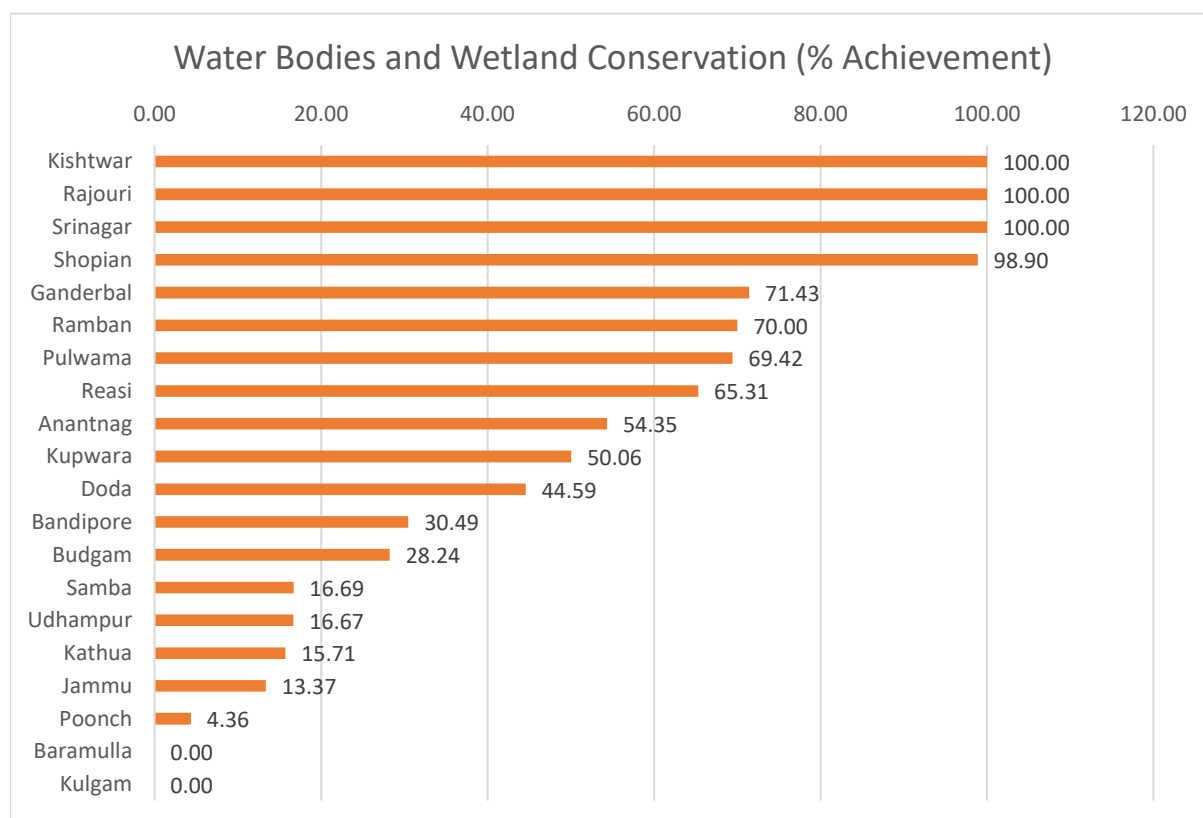 Water Bodies and Wetland Conservation (% Achievement)
0.00 20.00 40.00 60.00 80.00 100.00 120.00
Kishtwar 100.00
Rajouri 100.00
Srinagar 100.00
Shopian 98.90
Ganderbal 71.43
Ramban 70.00
Pulwama 69.42
Reasi 65.31
Anantnag 54.35
Kupwara 50.06
Doda 44.59
Bandipore 30.49
Budgam 28.24
Samba 16.69
Udhampur 16.67
Kathua 15.71
Jammu 13.37
Poonch 4.36
Baramulla 0.00
Kulgam 0.00